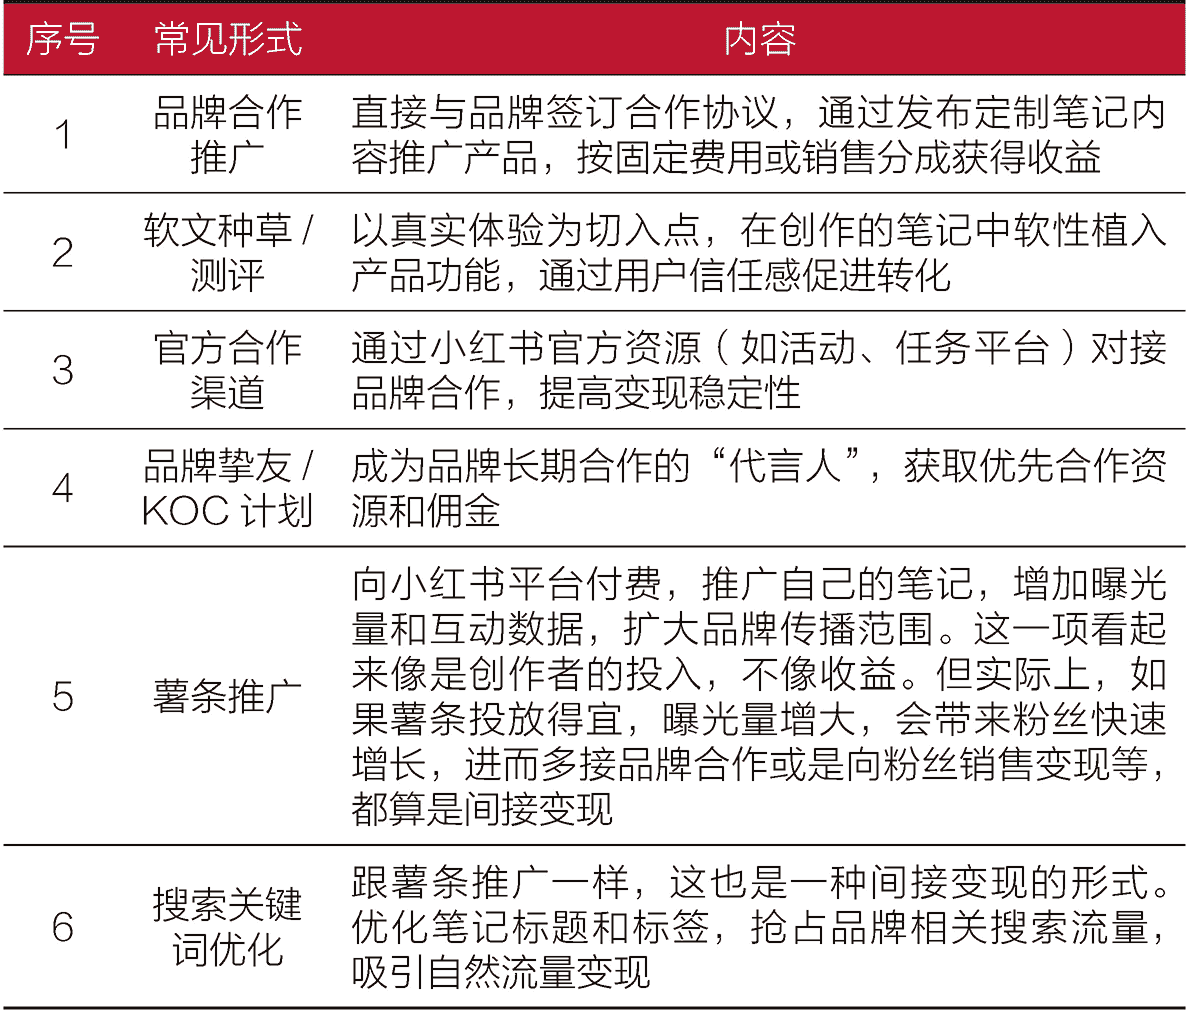 序号 常见形式 内容
1 品牌合作 直接与品牌签订合作协议，通过发布定制笔记内
推广 容推广产品，按固定费用或销售分成获得收益
2 软文种草 / 以真实体验为切入点，在创作的笔记中软性植入
测评 产品功能，通过用户信任感促进转化
3 官方合作 通过小红书官方资源（如活动、任务平台）对接
渠道 品牌合作，提高变现稳定性
4 品牌挚友 / 成为品牌长期合作的“代言人”，获取优先合作资
KOC 计划 源和佣金
向小红书平台付费，推广自己的笔记，增加曝光
量和互动数据，扩大品牌传播范围。这一项看起
来像是创作者的投入，不像收益。但实际上，如
5 薯条推广 果薯条投放得宜，曝光量增大，会带来粉丝快速
增长，进而多接品牌合作或是向粉丝销售变现等，
都算是间接变现
跟薯条推广一样，这也是一种间接变现的形式。
6 搜索关键 优化笔记标题和标签，抢占品牌相关搜索流量，
词优化 吸引自然流量变现